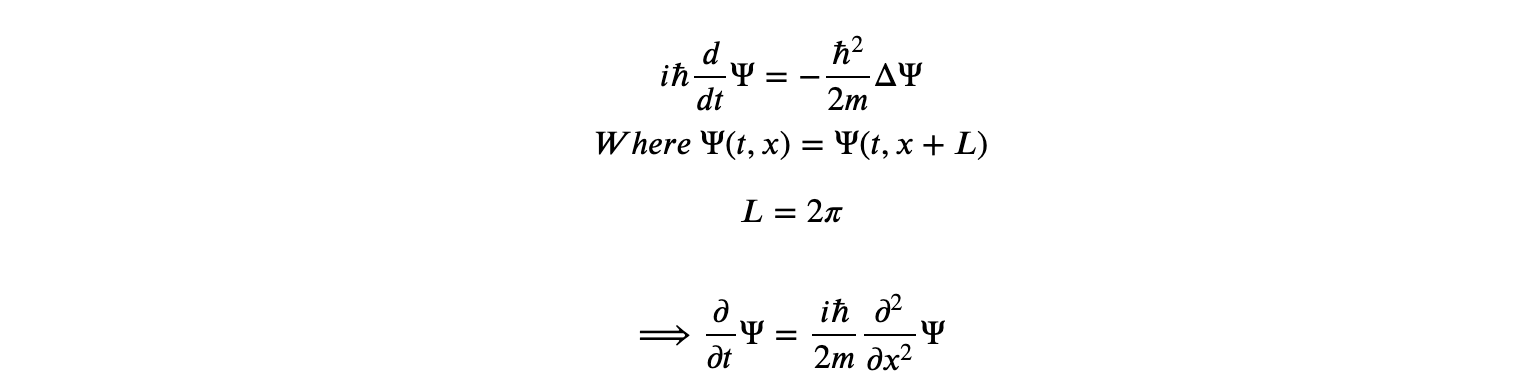 iħ d/dt Ψ = − ħ²/2m ΔΨ
Where Ψ(t, x) = Ψ(t, x + L)
L = 2π
⟹ ∂/∂t Ψ = iħ/2m ∂²/∂x² Ψ